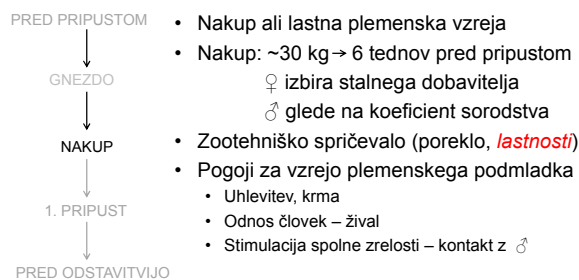 PRED PRIPUSTOM
GNEZDO
NAKUP
1. PRIPUST
PRED ODSTAVITVIJO
• Nakup ali lastna plemenska vzreja
• Nakup: ~30 kg→ 6 tednov pred pripustom
♀ izbira stalnega dobavitelja
♂ glede na koeficient sorodstva
• Zootehniško spričevalo (poreklo, lastnosti)
• Pogoji za vzrejo plemenskega podmladka
• Uhlevitev, krma
• Odnos človek – žival
• Stimulacija spolne zrelosti – kontakt z ♂